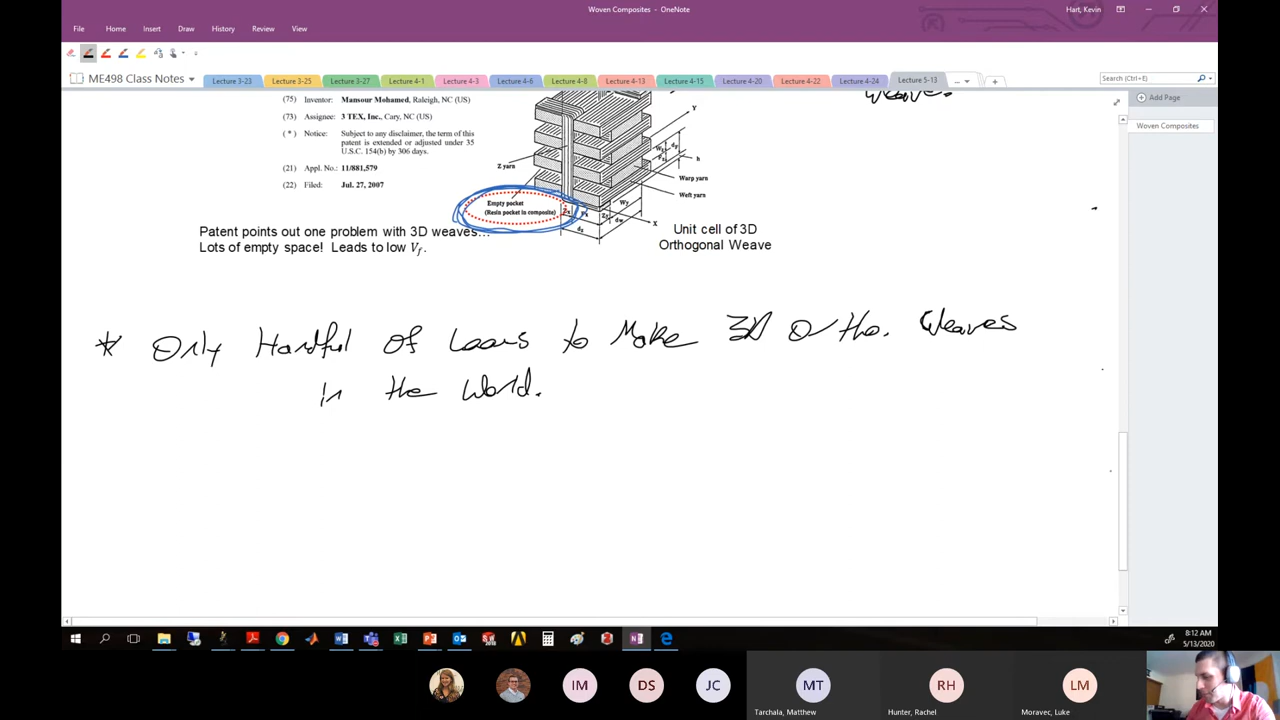 Woven Composites - OneNote
Hart, Kevin
File Home Insert Draw History Review View
ME498 Class Notes
Lecture 3-23 Lecture 3-25 Lecture 3-27 Lecture 4-1 Lecture 4-3 Lecture 4-6 Lecture 4-8 Lecture 4-13 Lecture 4-15 Lecture 4-20 Lecture 4-22 Lecture 4-24 Lecture 5-13
Search (Ctrl+E)
Add Page
Woven Composites
weave.
(75) Inventor: Mansour Mohamed, Raleigh, NC (US)
(73) Assignee: 3 TEX, Inc., Cary, NC (US)
( * ) Notice: Subject to any disclaimer, the term of this
patent is extended or adjusted under 35
U.S.C. 154(b) by 306 days.
(21) Appl. No.: 11/881,579
(22) Filed: Jul. 27, 2007
Y
Z yarn
h
Warp yarn
Weft yarn
Empty pocket
(Resin pocket in composite)
X
Patent points out one problem with 3D weaves...
Lots of empty space! Leads to low Vf.
Unit cell of 3D
Orthogonal Weave
* Only Handful of Looms to Make 3D Ortho. Weaves
in the World.
8:12 AM
5/13/2020
IM
DS
JC
MT
RH
LM
Tarchala, Matthew
Hunter, Rachel
Moravec, Luke